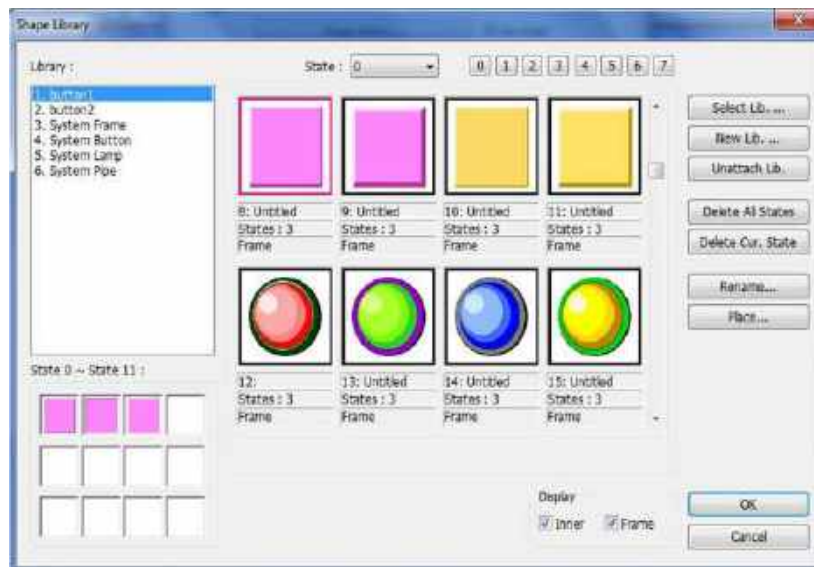 Shape Library
Library :
State : 0
0 1 2 3 4 5 6 7
1. button1
2. button2
3. System Frame
4. System Button
5. System Lamp
6. System Pipe
8: Untitled
States : 3
Frame
9: Untitled
States : 3
Frame
10: Untitled
States : 3
Frame
11: Untitled
States : 3
Frame
12:
States : 3
Frame
13: Untitled
States : 3
Frame
14: Untitled
States : 3
Frame
15: Untitled
States : 3
Frame
Select Lib. ...
New Lib. ...
Unattach Lib.
Delete All States
Delete Cur. State
Rename...
Place...
State 0 ~ State 11 :
Display
Inner
Frame
OK
Cancel